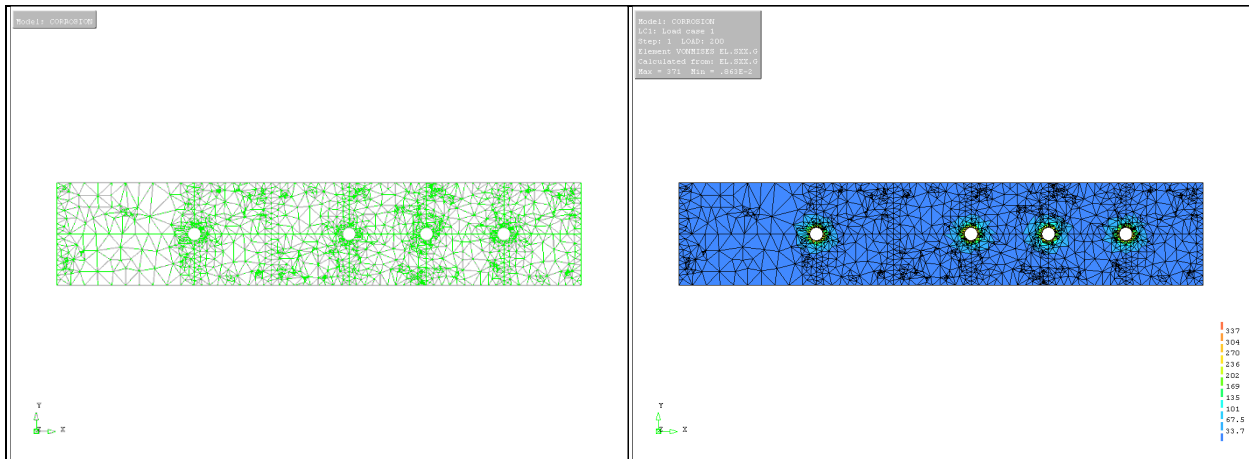 Model: CORROSION
Y
Z X
Model: CORROSION
LC1: Load case 1
Step: 1 LOAD: 200
Element VONMISES EL.SXX.G
Calculated from: EL.SXX.G
Max = 371 Min = .863E-2
337
304
270
236
202
169
135
101
67.5
33.7
Y
Z X